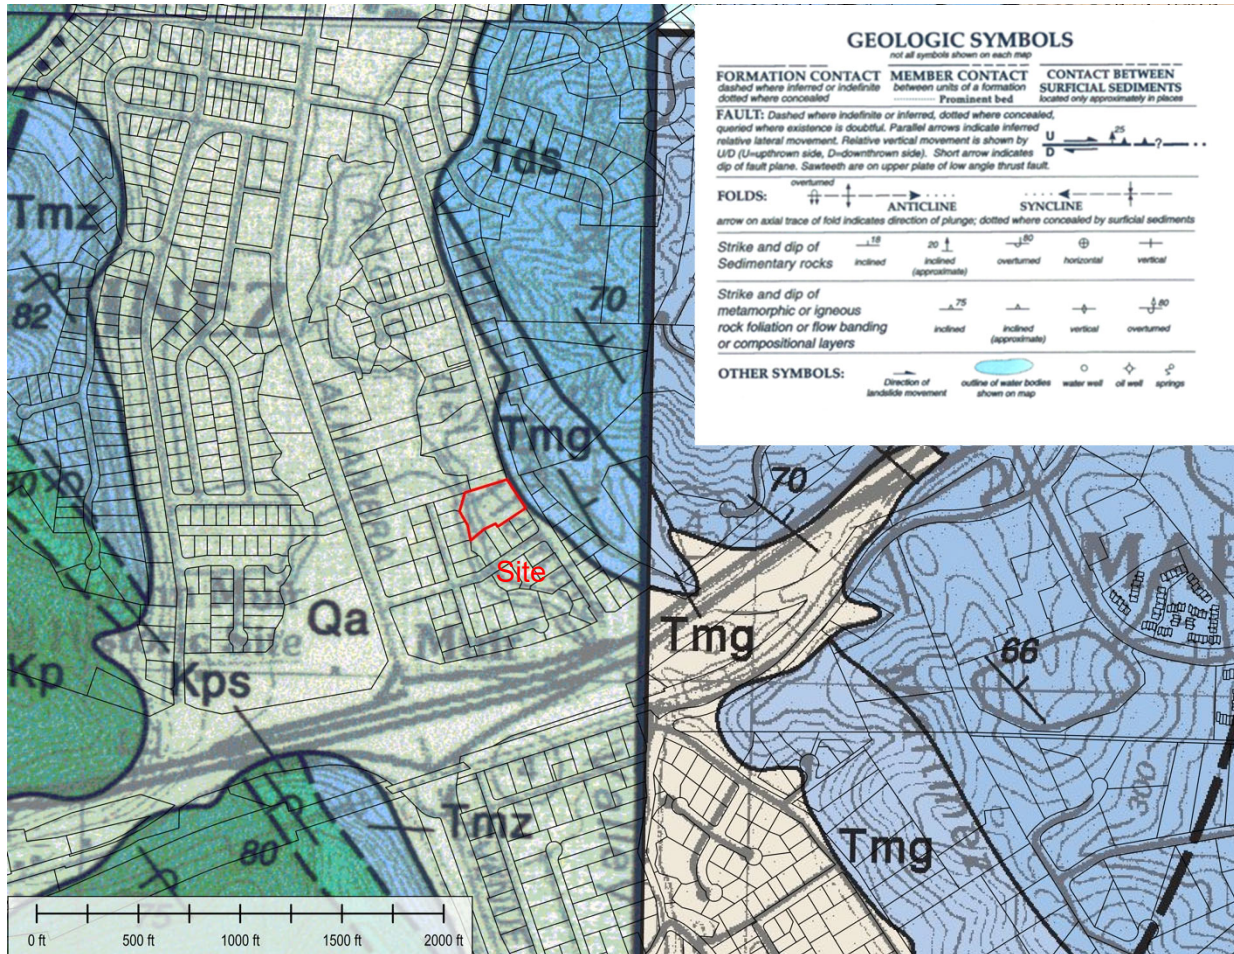 GEOLOGIC SYMBOLS
not all symbols shown on each map
FORMATION CONTACT
dashed where inferred or indefinite
dotted where concealed
MEMBER CONTACT
between units of a formation
Prominent bed
CONTACT BETWEEN
SURFICIAL SEDIMENTS
located only approximately in places
FAULT: Dashed where indefinite or inferred, dotted where concealed,
queried where existence is doubtful. Parallel arrows indicate inferred
relative lateral movement. Relative vertical movement is shown by
U/D (U=upthrown side, D=downthrown side). Short arrow indicates
dip of fault plane. Sawteeth are on upper plate of low angle thrust fault.
U
D
25
?
FOLDS:
overturned
ANTICLINE
SYNCLINE
arrow on axial trace of fold indicates direction of plunge; dotted where concealed by surficial sediments
Strike and dip of
Sedimentary rocks
18
inclined
20
inclined
(approximate)
80
overturned
horizontal
vertical
Strike and dip of
metamorphic or igneous
rock foliation or flow banding
or compositional layers
75
inclined
inclined
(approximate)
vertical
80
overturned
OTHER SYMBOLS:
Direction of
landslide movement
outline of water bodies
shown on map
water well
oil well
springs
Tds
Tmz
82
70
Tmg
ALHAMBRA
70
Site
Qa
Tmg
66
Kp
Kps
Tmz
80
Tmg
300
75
0 ft
500 ft
1000 ft
1500 ft
2000 ft